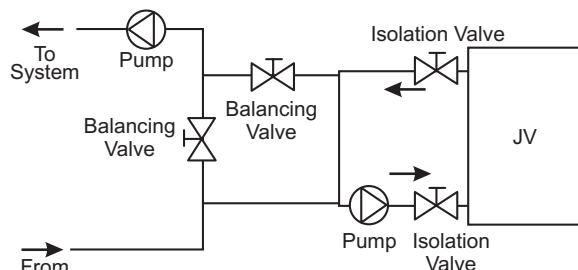 To
System
Pump
Isolation Valve
Balancing
Valve
Balancing
Valve
JV
Pump
Isolation
Valve
From